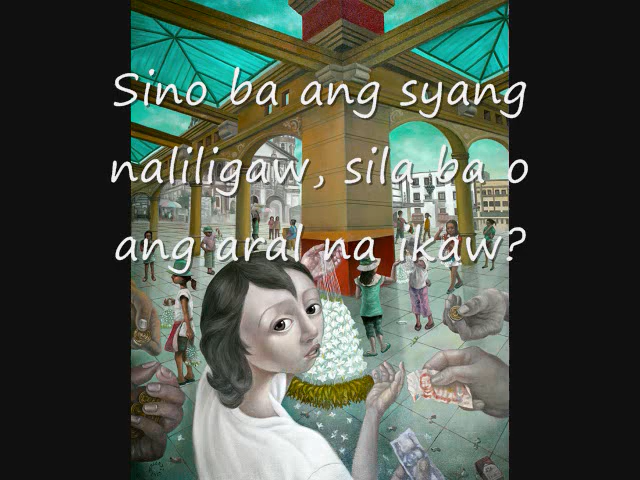 Sino ba ang syang
naliligaw, sila ba o
ang aral na ikaw?